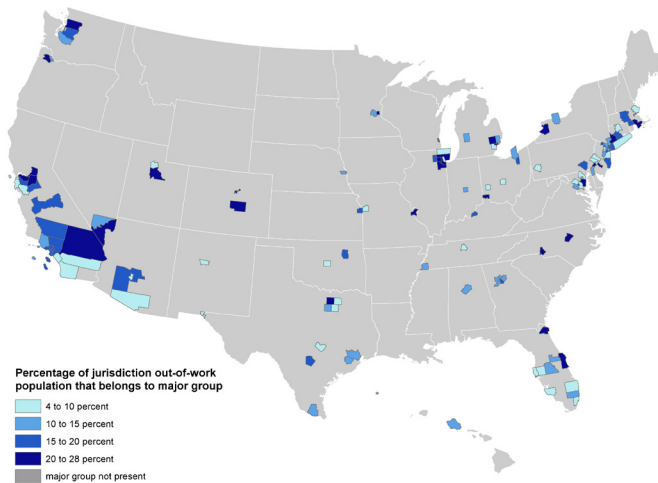 Percentage of jurisdiction out-of-work
population that belongs to major group
4 to 10 percent
10 to 15 percent
15 to 20 percent
20 to 28 percent
major group not present